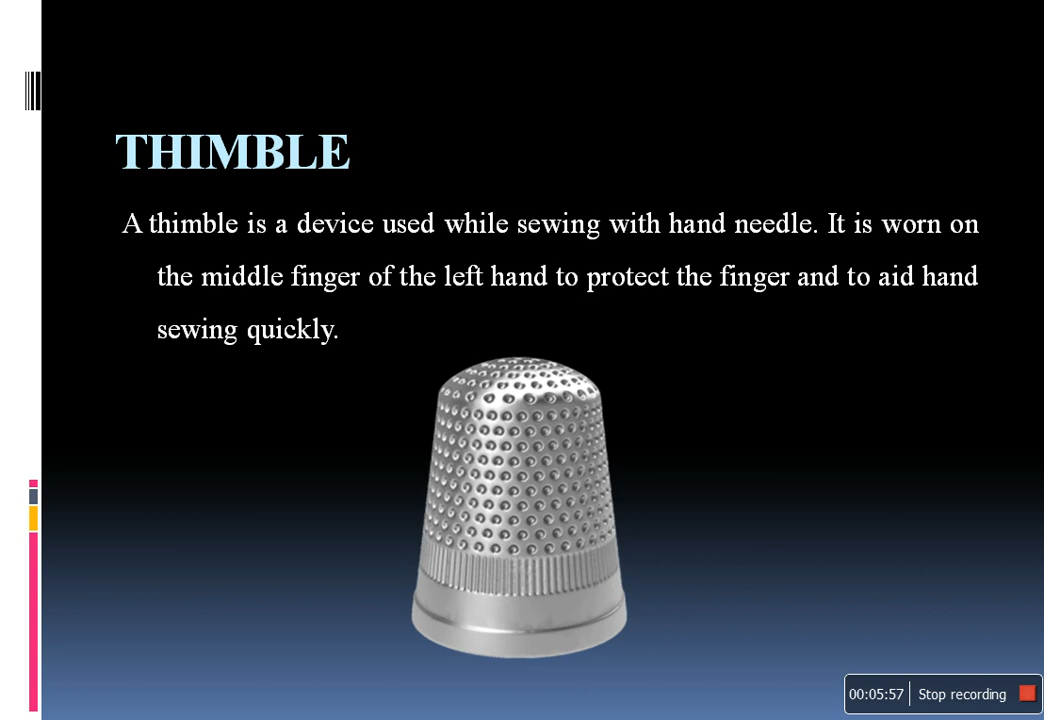 THIMBLE
A thimble is a device used while sewing with hand needle. It is worn on
the middle finger of the left hand to protect the finger and to aid hand
sewing quickly.
00:05:57 Stop recording